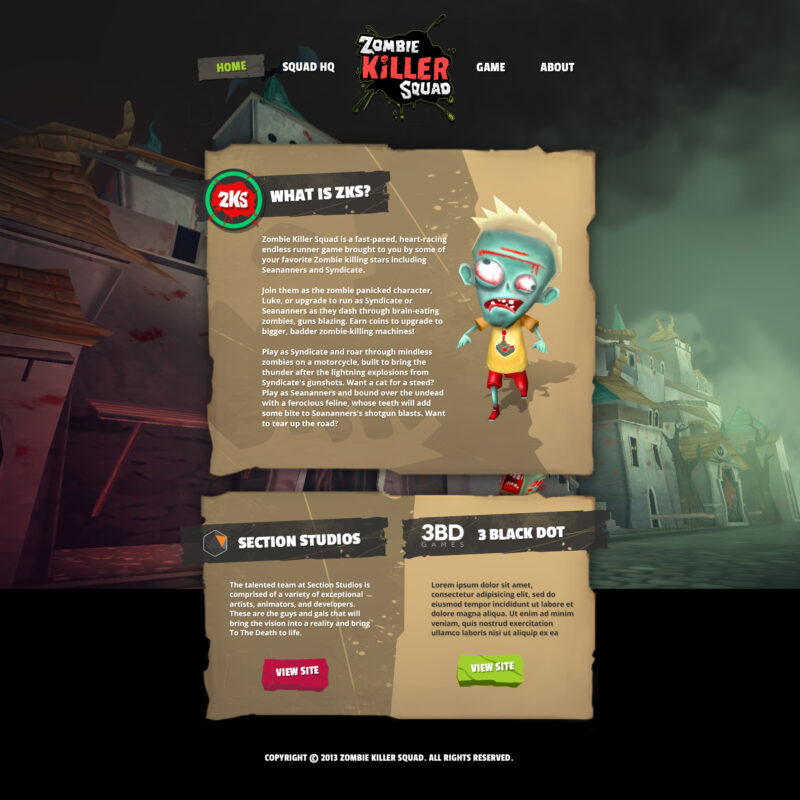 HOME
SQUAD HQ
ZOMBIE
KILLER
SQUAD
GAME
ABOUT
ZKS
WHAT IS ZKS?
Zombie Killer Squad is a fast-paced, heart-racing
endless runner game brought to you by some of
your favorite Zombie killing stars including
Seananners and Syndicate.
Join them as the zombie panicked character,
Luke, or upgrade to run as Syndicate or
Seananners as they dash through brain-eating
zombies, guns blazing. Earn coins to upgrade to
bigger, badder zombie-killing machines!
Play as Syndicate and roar through mindless
zombies on a motorcycle, built to bring the
thunder after the lightning explosions from
Syndicate's gunshots. Want a cat for a steed?
Play as Seananners and bound over the undead
with a ferocious feline, whose teeth will add
some bite to Seananners's shotgun blasts. Want
to tear up the road?
SECTION STUDIOS
The talented team at Section Studios is
comprised of a variety of exceptional
artists, animators, and developers.
These are the guys and gals that will
bring the vision into a reality and bring
To The Death to life.
VIEW SITE
3BD
GAMES
3 BLACK DOT
Lorem ipsum dolor sit amet,
consectetur adipisicing elit, sed do
eiusmod tempor incididunt ut labore et
dolore magna aliqua. Ut enim ad minim
veniam, quis nostrud exercitation
ullamco laboris nisi ut aliquip ex ea
VIEW SITE
COPYRIGHT © 2013 ZOMBIE KILLER SQUAD. ALL RIGHTS RESERVED.